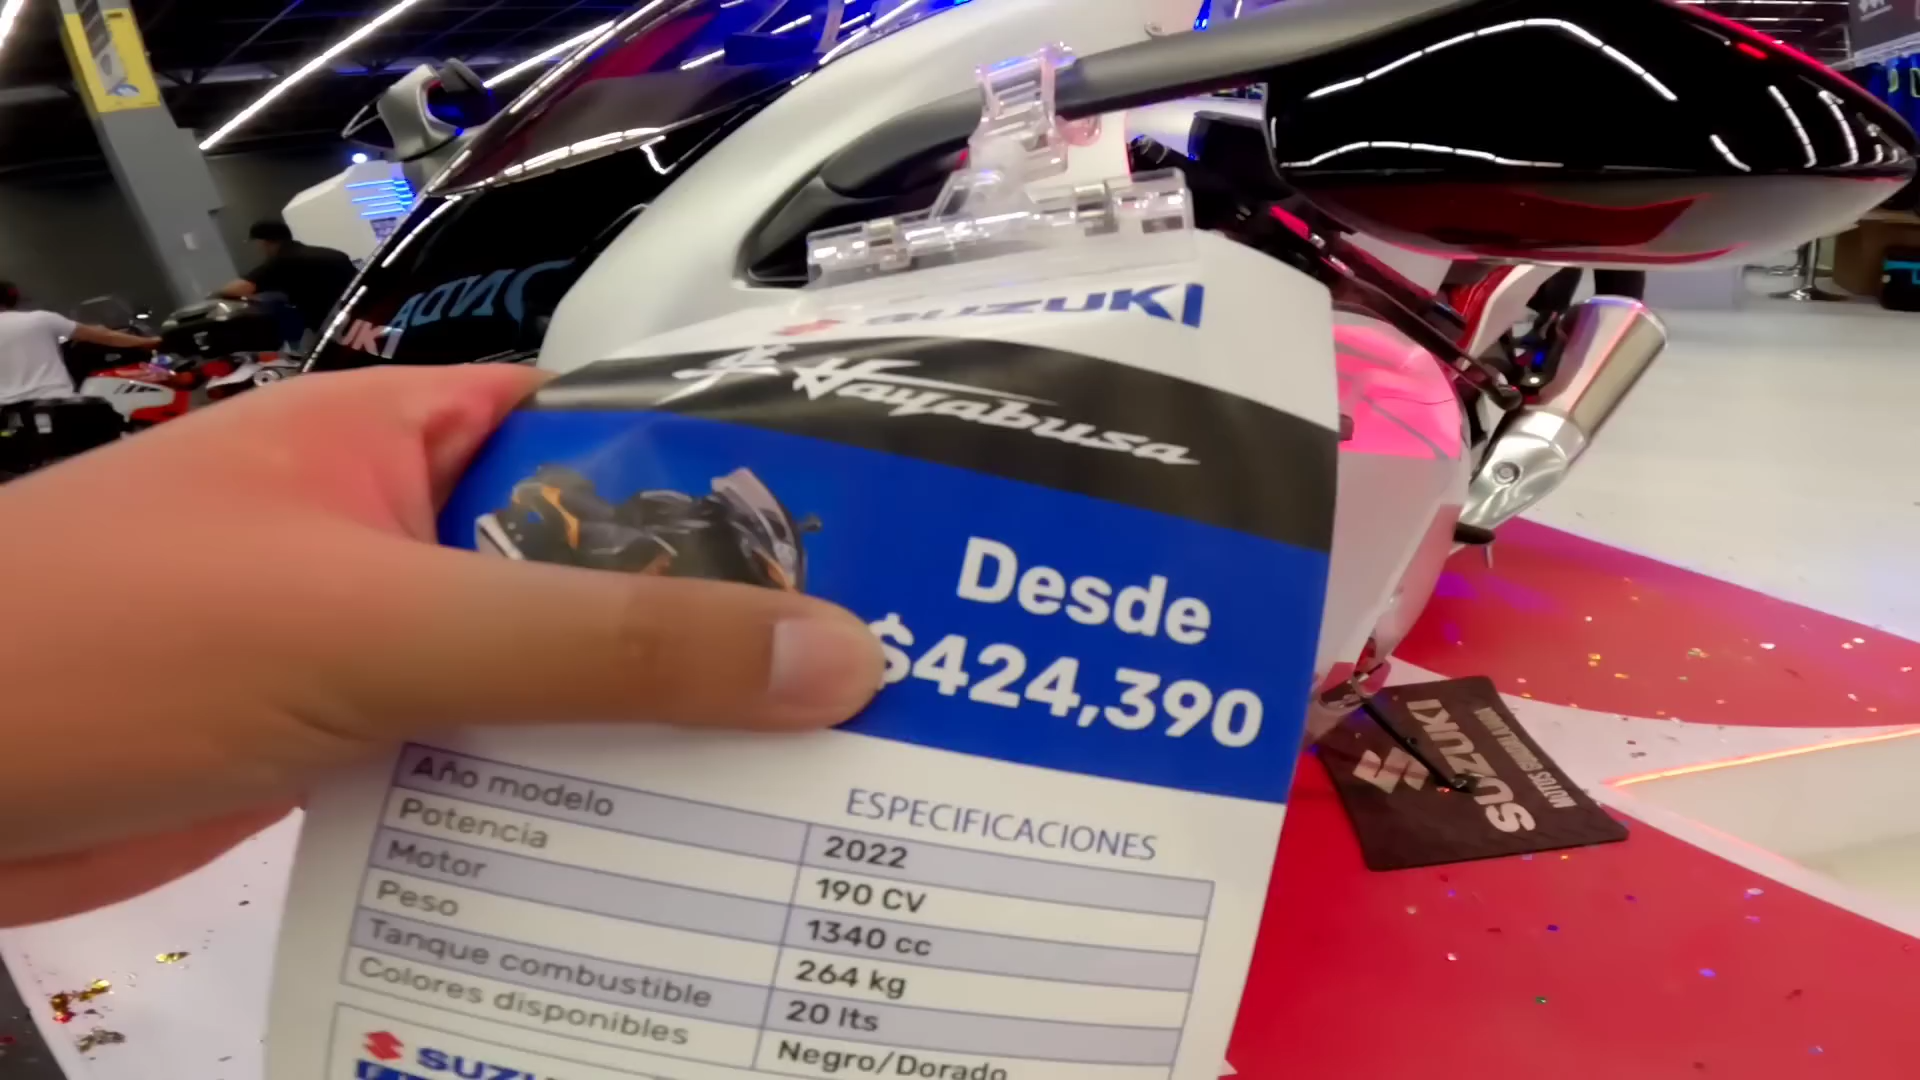 SUZUKI
Hayabusa
Desde
$424,390
ESPECIFICACIONES
Año modelo 2022
Potencia 190 CV
Motor 1340 cc
Peso 264 kg
Tanque combustible 20 lts
Colores disponibles Negro/Dorado
SUZU
SUZUKI